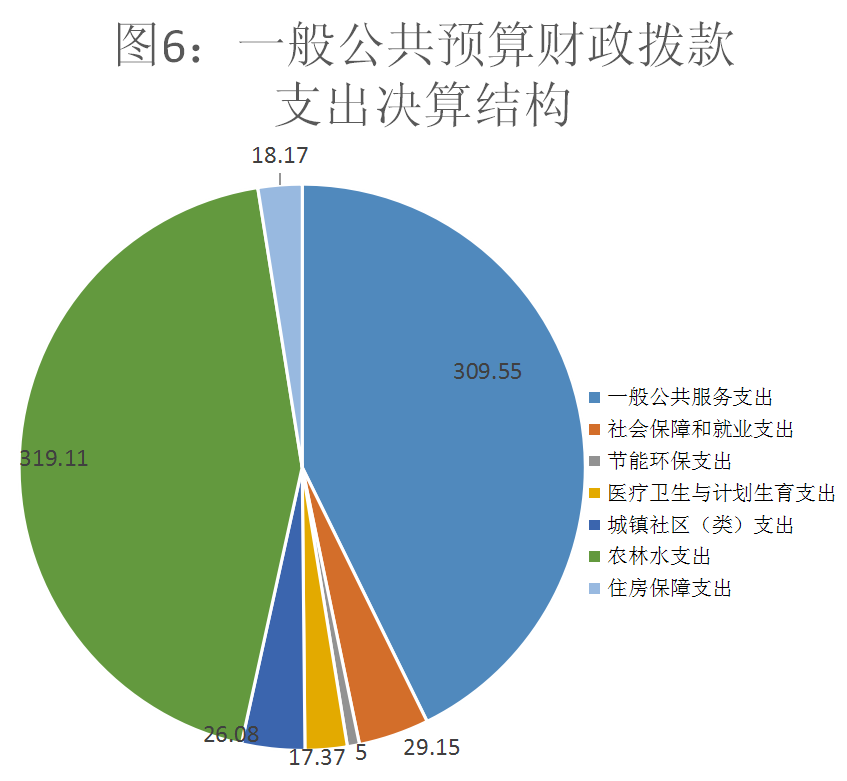 图6：一般公共预算财政拨款
支出决算结构
18.17
309.55
319.11
26.08
17.37
5
29.15
一般公共服务支出
社会保障和就业支出
节能环保支出
医疗卫生与计划生育支出
城镇社区（类）支出
农林水支出
住房保障支出